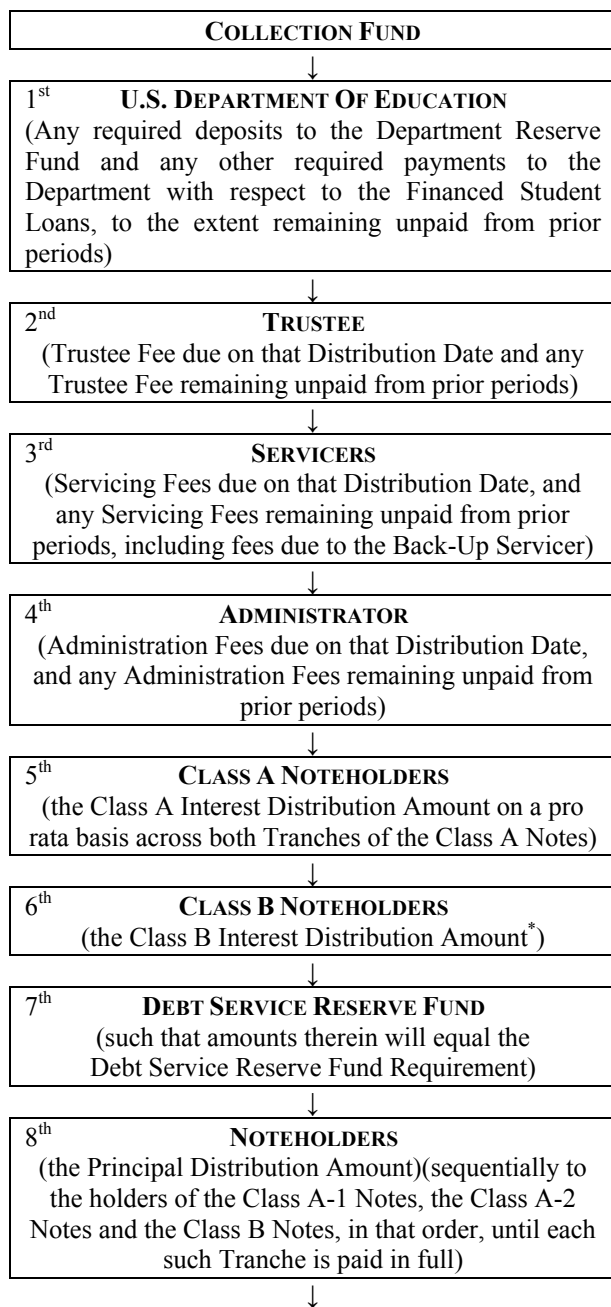 COLLECTION FUND
↓
1st U.S. DEPARTMENT OF EDUCATION
(Any required deposits to the Department Reserve
Fund and any other required payments to the
Department with respect to the Financed Student
Loans, to the extent remaining unpaid from prior
periods)
↓
2nd TRUSTEE
(Trustee Fee due on that Distribution Date and any
Trustee Fee remaining unpaid from prior periods)
↓
3rd SERVICERS
(Servicing Fees due on that Distribution Date, and
any Servicing Fees remaining unpaid from prior
periods, including fees due to the Back-Up Servicer)
↓
4th ADMINISTRATOR
(Administration Fees due on that Distribution Date,
and any Administration Fees remaining unpaid from
prior periods)
↓
5th CLASS A NOTEHOLDERS
(the Class A Interest Distribution Amount on a pro
rata basis across both Tranches of the Class A Notes)
↓
6th CLASS B NOTEHOLDERS
(the Class B Interest Distribution Amount*)
↓
7th DEBT SERVICE RESERVE FUND
(such that amounts therein will equal the
Debt Service Reserve Fund Requirement)
↓
8th NOTEHOLDERS
(the Principal Distribution Amount)(sequentially to
the holders of the Class A-1 Notes, the Class A-2
Notes and the Class B Notes, in that order, until each
such Tranche is paid in full)
↓